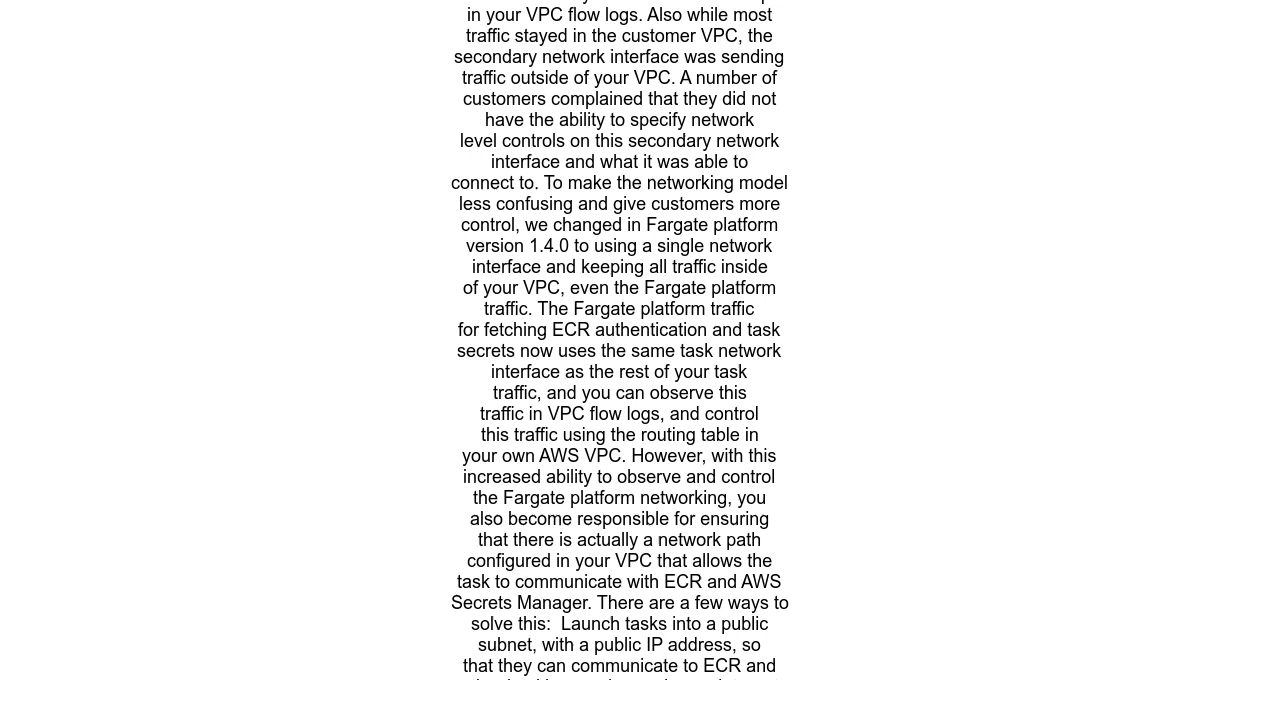 in your VPC flow logs. Also while most
traffic stayed in the customer VPC, the
secondary network interface was sending
traffic outside of your VPC. A number of
customers complained that they did not
have the ability to specify network
level controls on this secondary network
interface and what it was able to
connect to. To make the networking model
less confusing and give customers more
control, we changed in Fargate platform
version 1.4.0 to using a single network
interface and keeping all traffic inside
of your VPC, even the Fargate platform
traffic. The Fargate platform traffic
for fetching ECR authentication and task
secrets now uses the same task network
interface as the rest of your task
traffic, and you can observe this
traffic in VPC flow logs, and control
this traffic using the routing table in
your own AWS VPC. However, with this
increased ability to observe and control
the Fargate platform networking, you
also become responsible for ensuring
that there is actually a network path
configured in your VPC that allows the
task to communicate with ECR and AWS
Secrets Manager. There are a few ways to
solve this:  Launch tasks into a public
subnet, with a public IP address, so
that they can communicate to ECR and